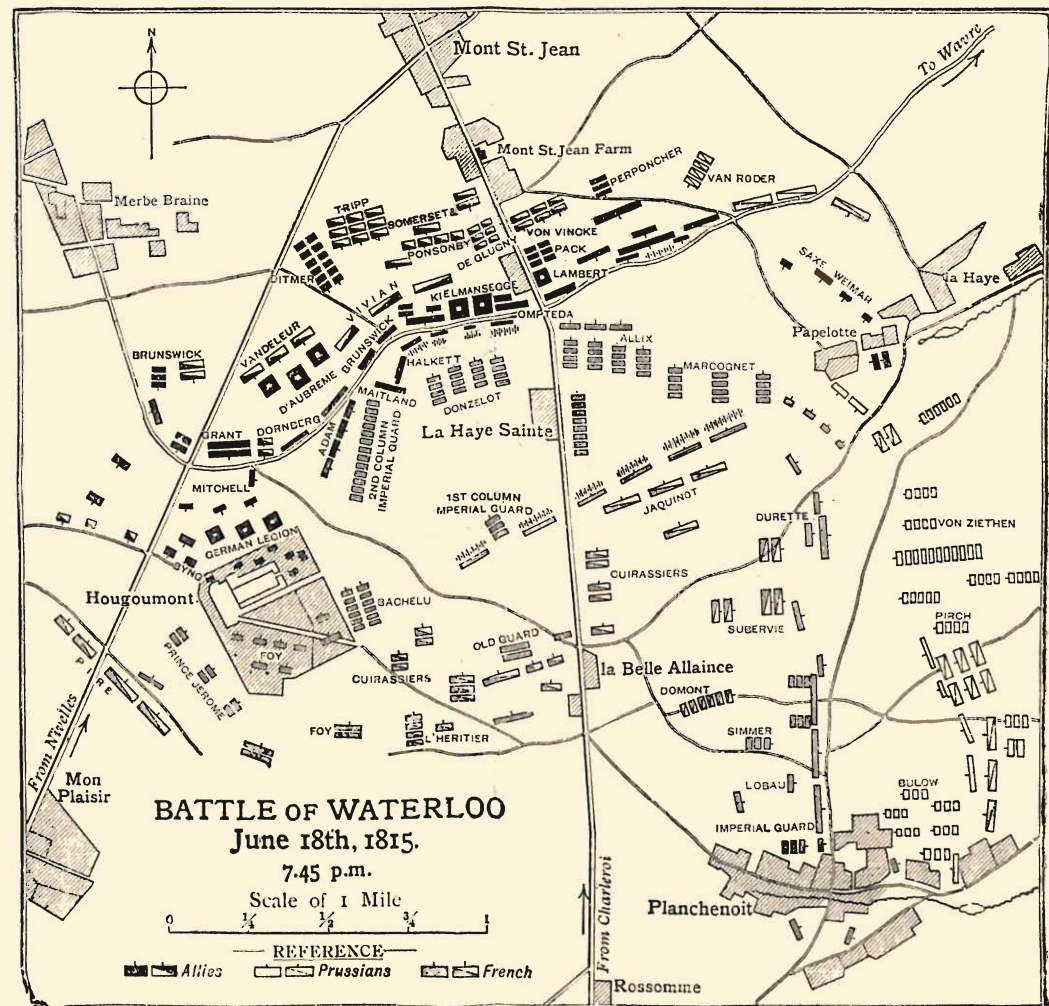 N
Mont St. Jean
To Wavre
Mont St. Jean Farm
PERPONCHER
VAN RODER
Merbe Braine
TRIPP
SOMERSET &
PONSONBY
VON VINCKE
DE GLUGNY
PACK
DITMER
LAMBERT
SAXE WEIMAR
la Haye
VIVIAN
KIELMANSEGGE
OMPTEDA
Papelotte
BRUNSWICK
VANDELEUR
BRUNSWICK
HALKETT
ALLIX
MARCOGNET
D'AUBREME
MAITLAND
DONZELOT
GRANT
DORNBERG
ADAM
2ND COLUMN
IMPERIAL GUARD
La Haye Sainte
MITCHELL
1ST COLUMN
MPERIAL GUARD
JAQUINOT
DURETTE
VON ZIETHEN
GERMAN LEGION
BYNG
CUIRASSIERS
Hougoumont.
BACHELU
SUBERVIE
PIRCH
PRINCE JEROME
FOY
OLD GUARD
PIRE
CUIRASSIERS
la Belle Allaince
DOMONT
From Nivelles
FOY
L'HERITIER
SIMMER
Mon
Plaisir
LOBAU
BULOW
IMPERIAL GUARD
BATTLE OF WATERLOO
June 18th, 1815.
7.45 p.m.
Scale of 1 Mile
0 ¼ ½ ¾ 1
From Charleroi
Planchenoit
REFERENCE
Allies Prussians French
Rossomme